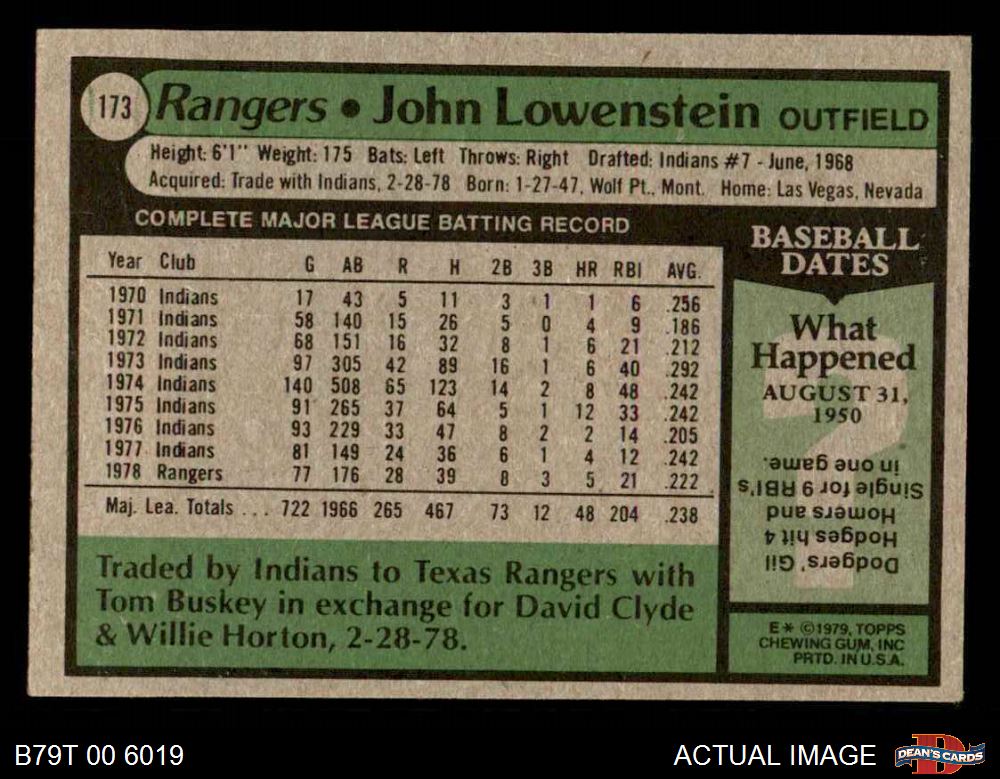 173 Rangers • John Lowenstein OUTFIELD
Height: 6'1" Weight: 175 Bats: Left Throws: Right Drafted: Indians #7 - June, 1968
Acquired: Trade with Indians, 2-28-78 Born: 1-27-47, Wolf Pt., Mont. Home: Las Vegas, Nevada
COMPLETE MAJOR LEAGUE BATTING RECORD
Year Club G AB R H 2B 3B HR RBI AVG.
1970 Indians 17 43 5 11 3 1 1 6 .256
1971 Indians 58 140 15 26 5 0 4 9 .186
1972 Indians 68 151 16 32 8 1 6 21 .212
1973 Indians 97 305 42 89 16 1 6 40 .292
1974 Indians 140 508 65 123 14 2 8 48 .242
1975 Indians 91 265 37 64 5 1 12 33 .242
1976 Indians 93 229 33 47 8 2 2 14 .205
1977 Indians 81 149 24 36 6 1 4 12 .242
1978 Rangers 77 176 28 39 8 3 5 21 .222
Maj. Lea. Totals ... 722 1966 265 467 73 12 48 204 .238
Traded by Indians to Texas Rangers with
Tom Buskey in exchange for David Clyde
& Willie Horton, 2-28-78.
BASEBALL
DATES
What
Happened
AUGUST 31,
1950
?
Dodgers' Gil
Hodges hit 4
Homers and
Single for 9 RBI's
in one game.
E* ©1979, TOPPS
CHEWING GUM, INC
PRTD. IN U.S.A.
B79T 00 6019
ACTUAL IMAGE
D
DEAN'S CARDS